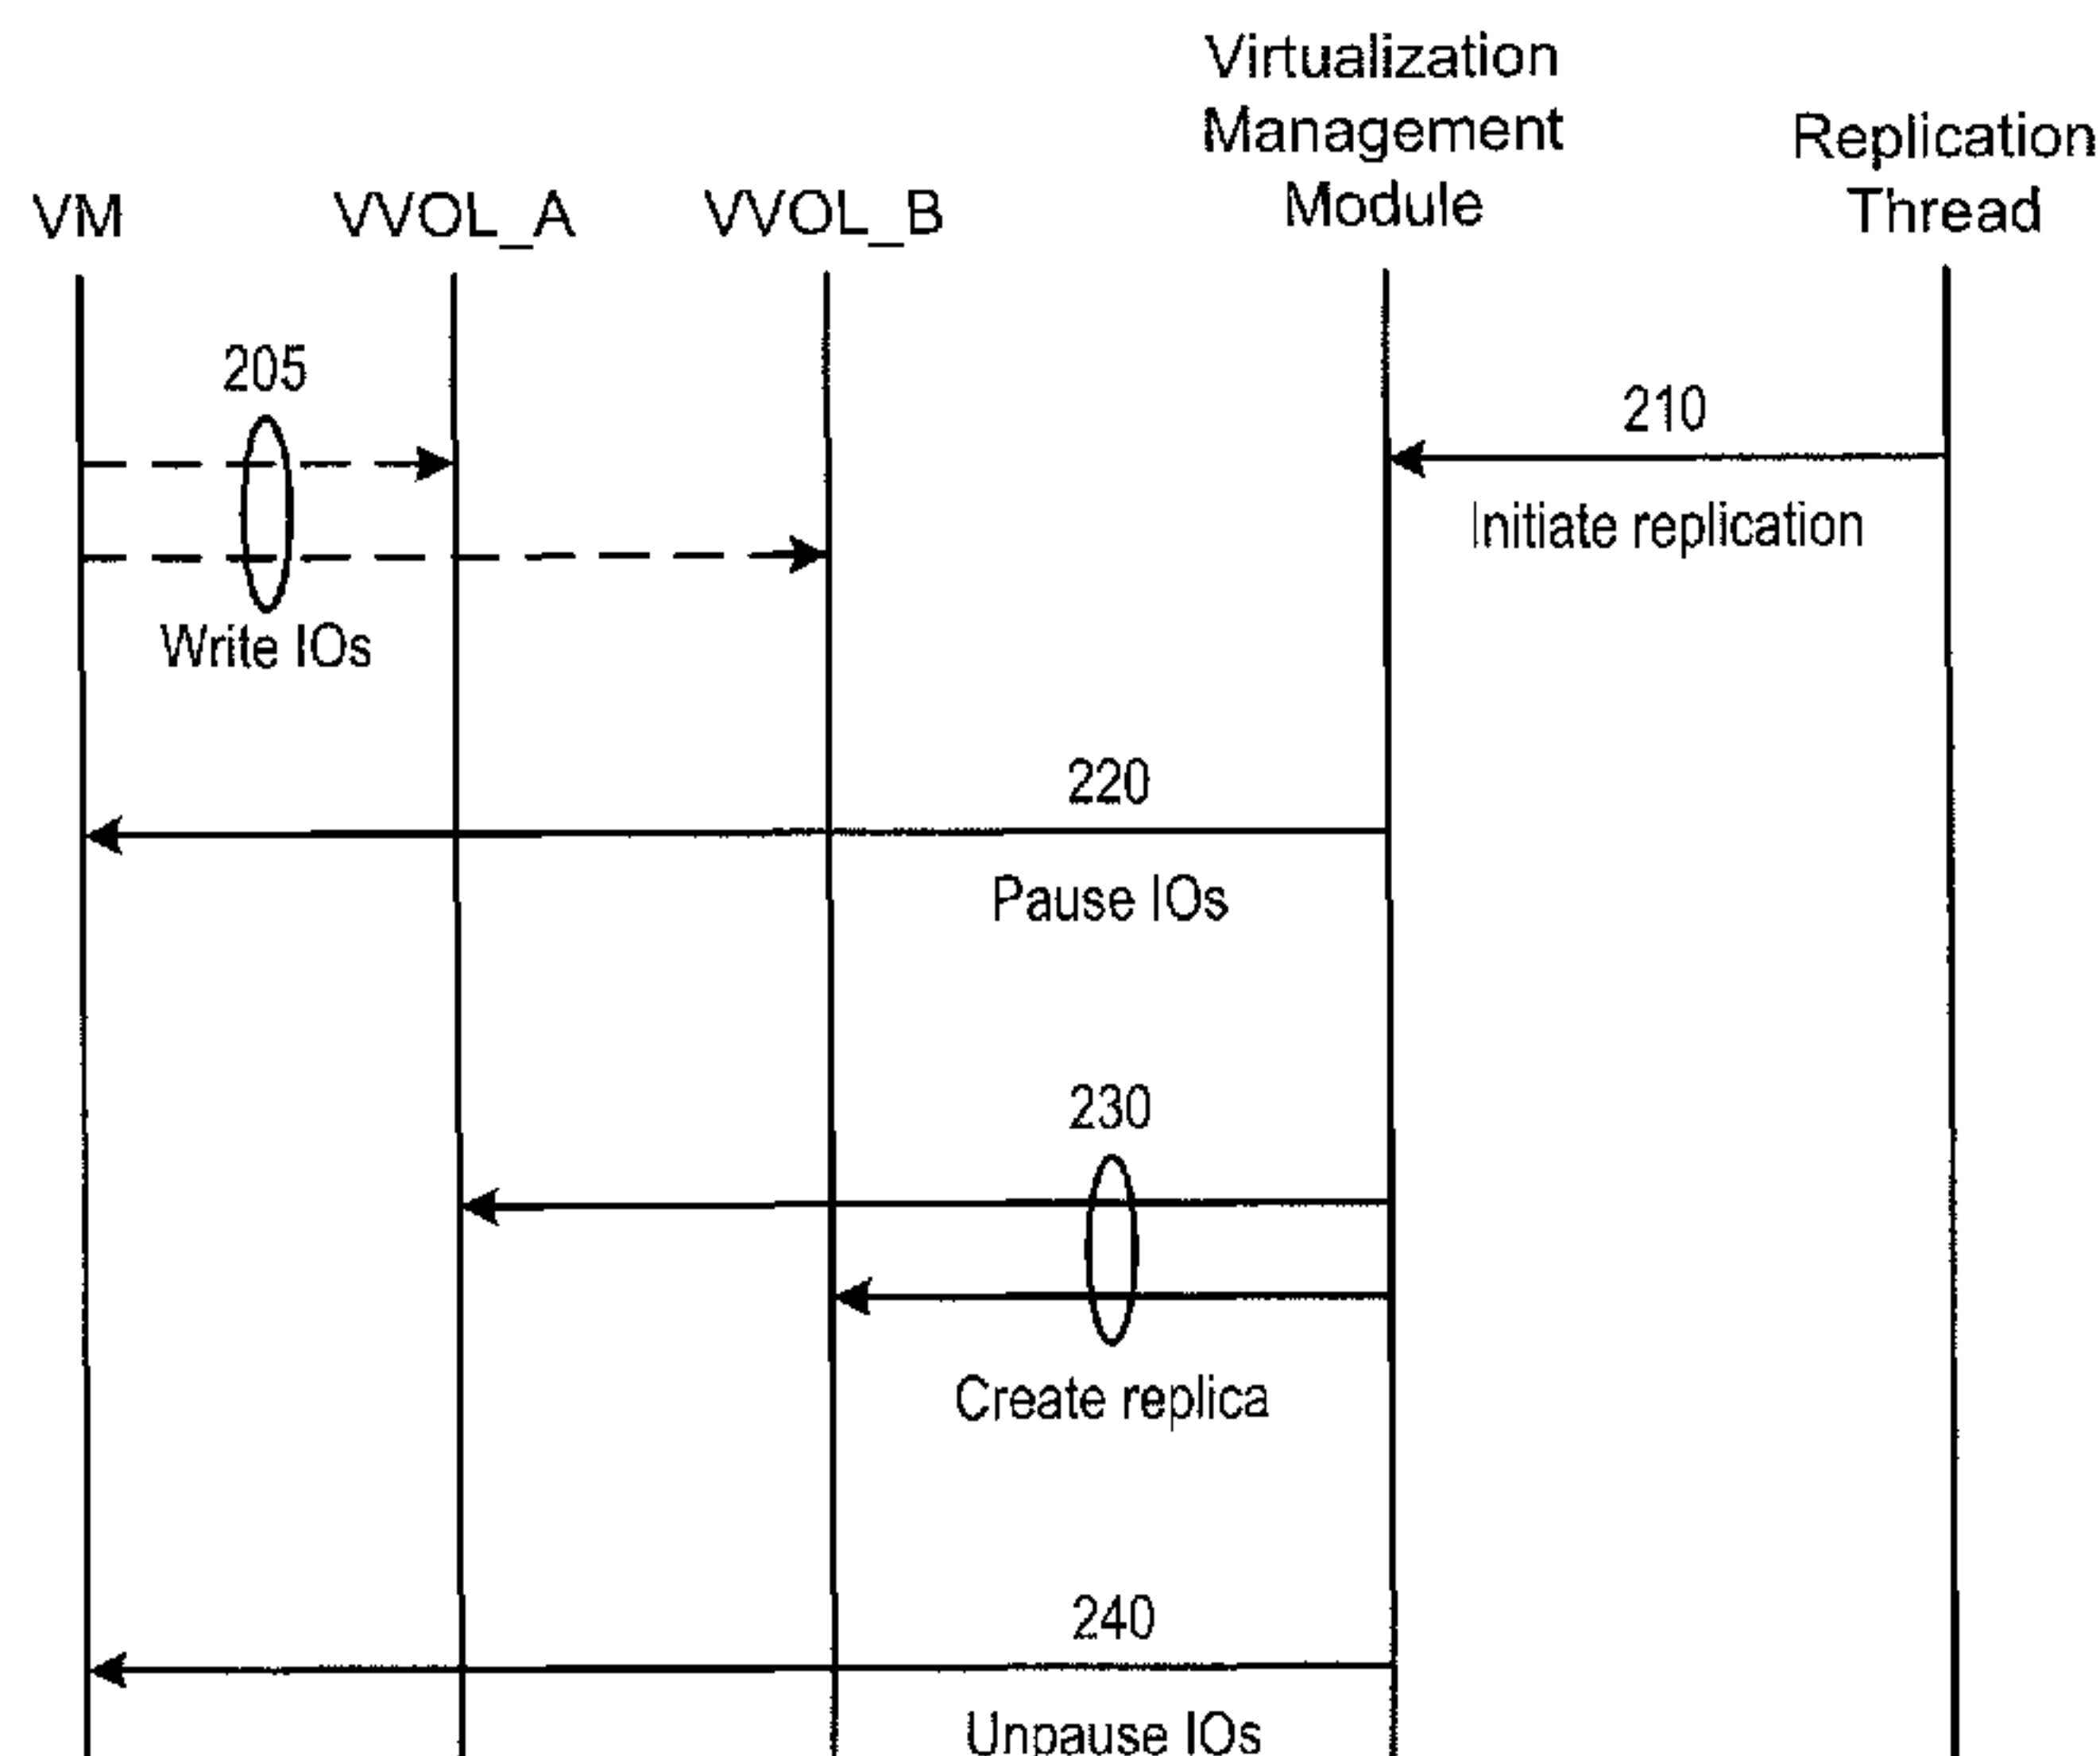 Virtualization
Management
Module
Replication
Thread
VM
VVOL_A
VVOL_B
205
210
Initiate replication
Write IOs
220
Pause IOs
230
Create replica
240
Unpause IOs